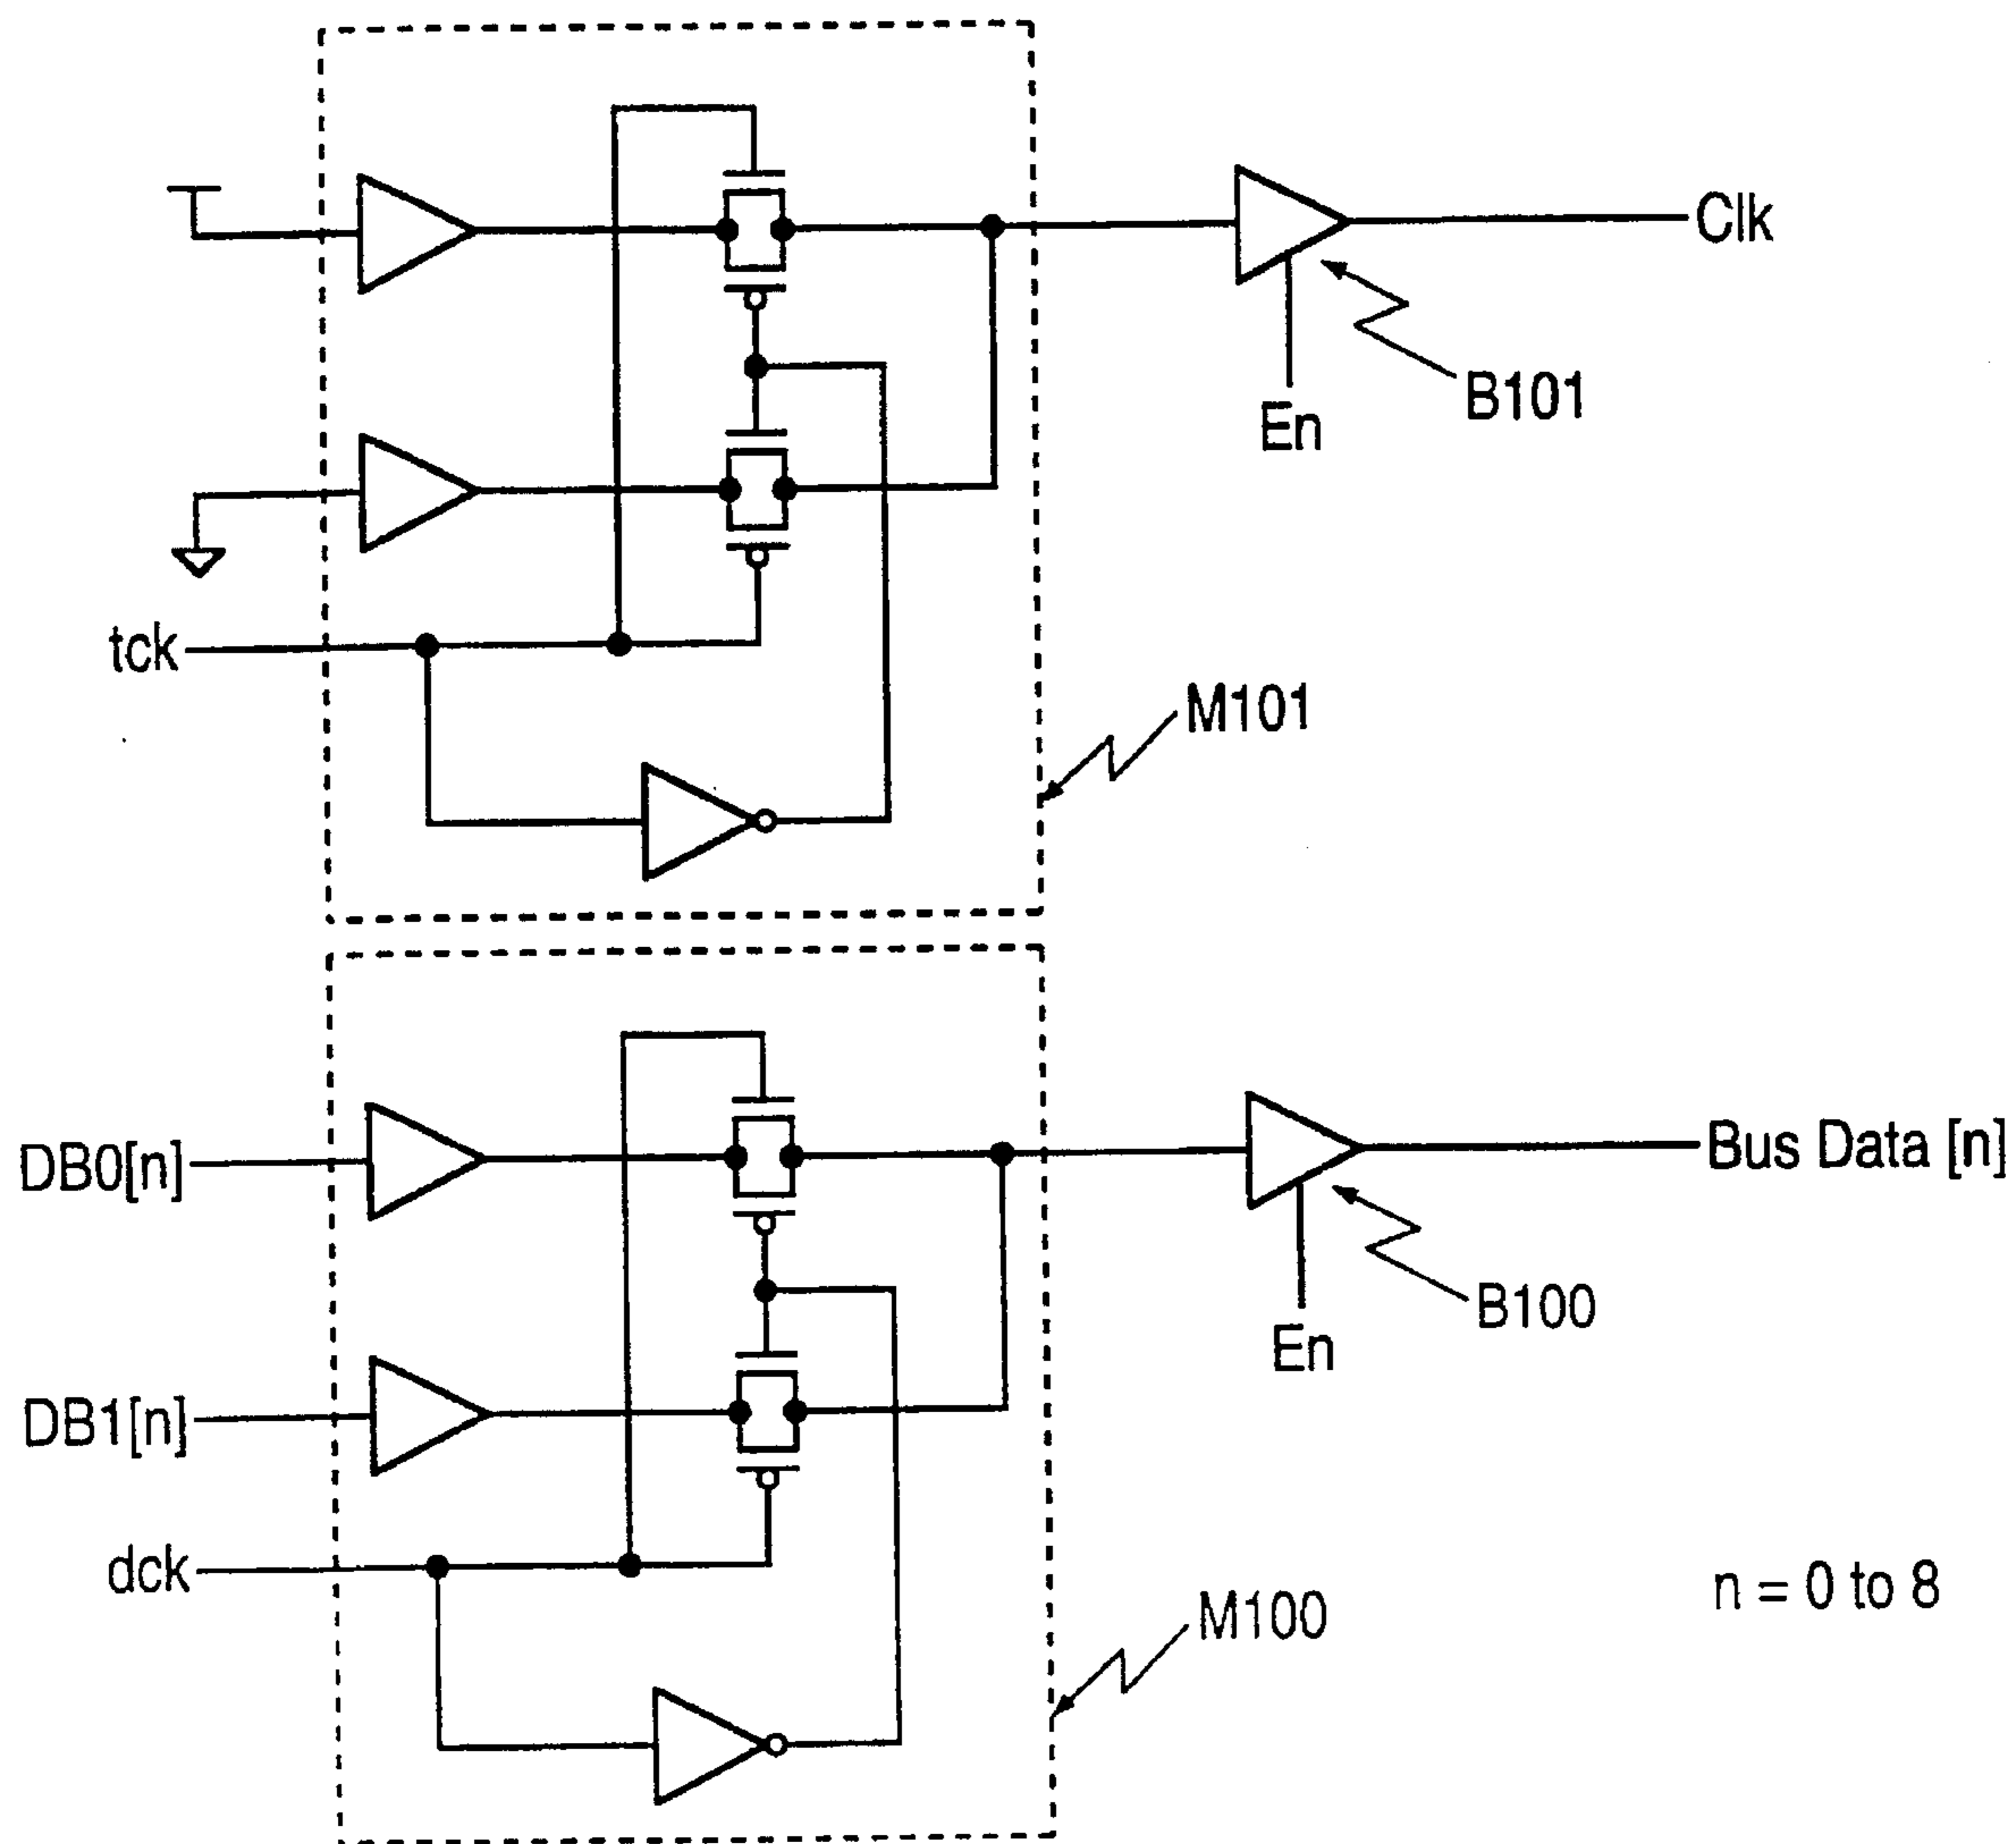 Clk
B101
En
tck
M101
DB0[n]
Bus Data [n]
B100
En
DB1[n]
dck
n = 0 to 8
M100